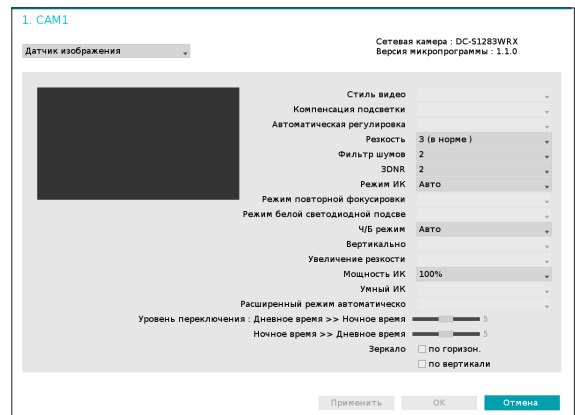 1. CAM1
Датчик изображения
Сетевая камера : DC-S1283WRX
Версия микропрограммы : 1.1.0
Стиль видео
Компенсация подсветки
Автоматическая регулировка
Резкость 3 (в норме )
Фильтр шумов 2
3DNR 2
Режим ИК Авто
Режим повторной фокусировки
Режим белой светодиодной подсве
Ч/Б режим Авто
Вертикально
Увеличение резкости
Мощность ИК 100%
Умный ИК
Расширенный режим автоматическо
Уровень переключения : Дневное время >> Ночное время 5
Ночное время >> Дневное время 5
Зеркало по горизон.
по вертикали
Применить OK Отмена